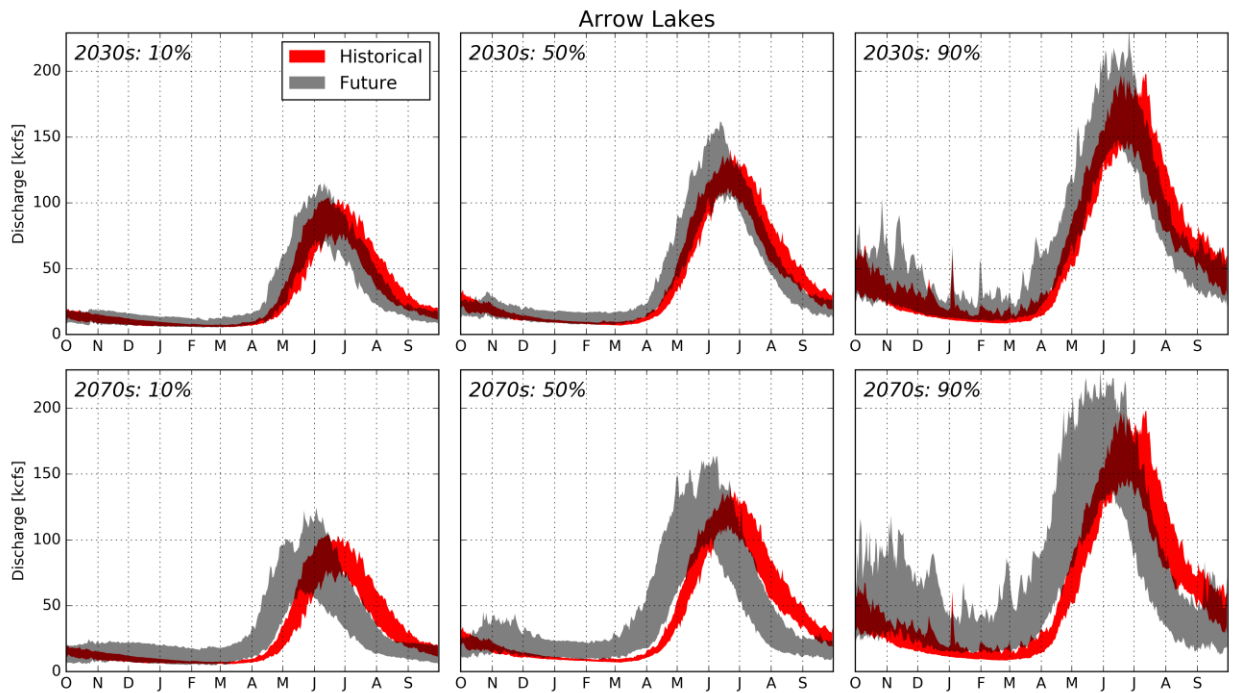 Arrow Lakes
2030s: 10%
2030s: 50%
2030s: 90%
Historical
Future
Discharge [kcfs]
200
150
100
50
0
O N D J F M A M J J A S
O N D J F M A M J J A S
O N D J F M A M J J A S
2070s: 10%
2070s: 50%
2070s: 90%
Discharge [kcfs]
200
150
100
50
0
O N D J F M A M J J A S
O N D J F M A M J J A S
O N D J F M A M J J A S